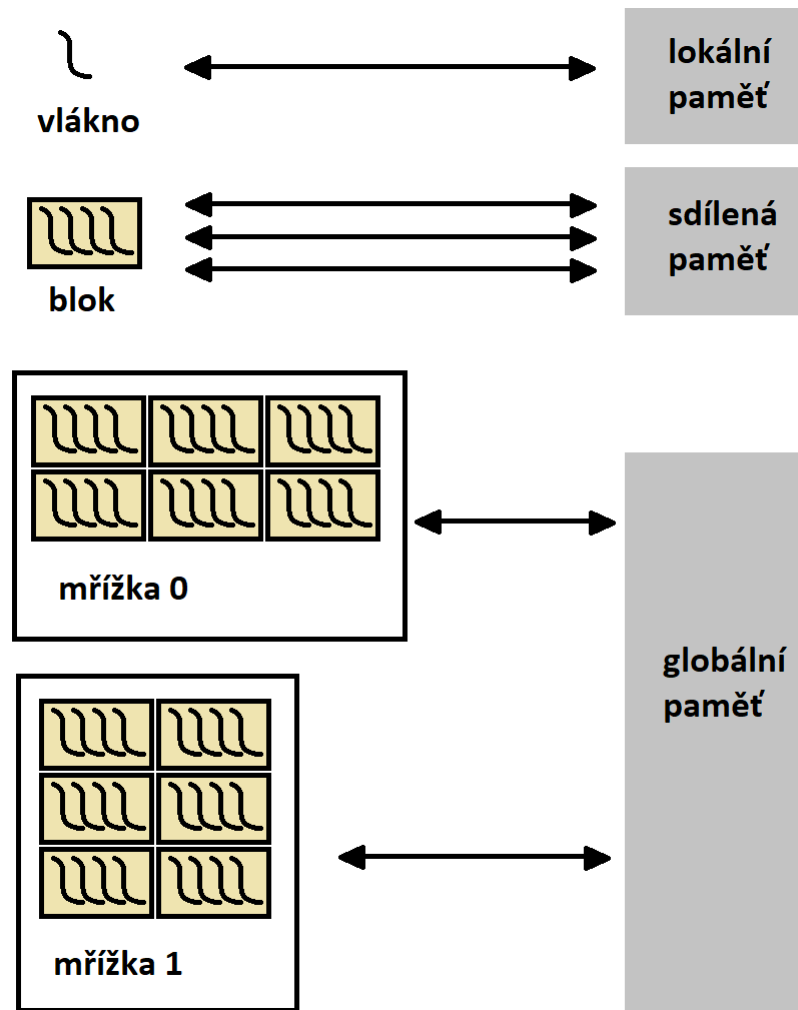 vlákno
lokální
paměť
blok
sdílená
paměť
mřížka 0
globální
paměť
mřížka 1